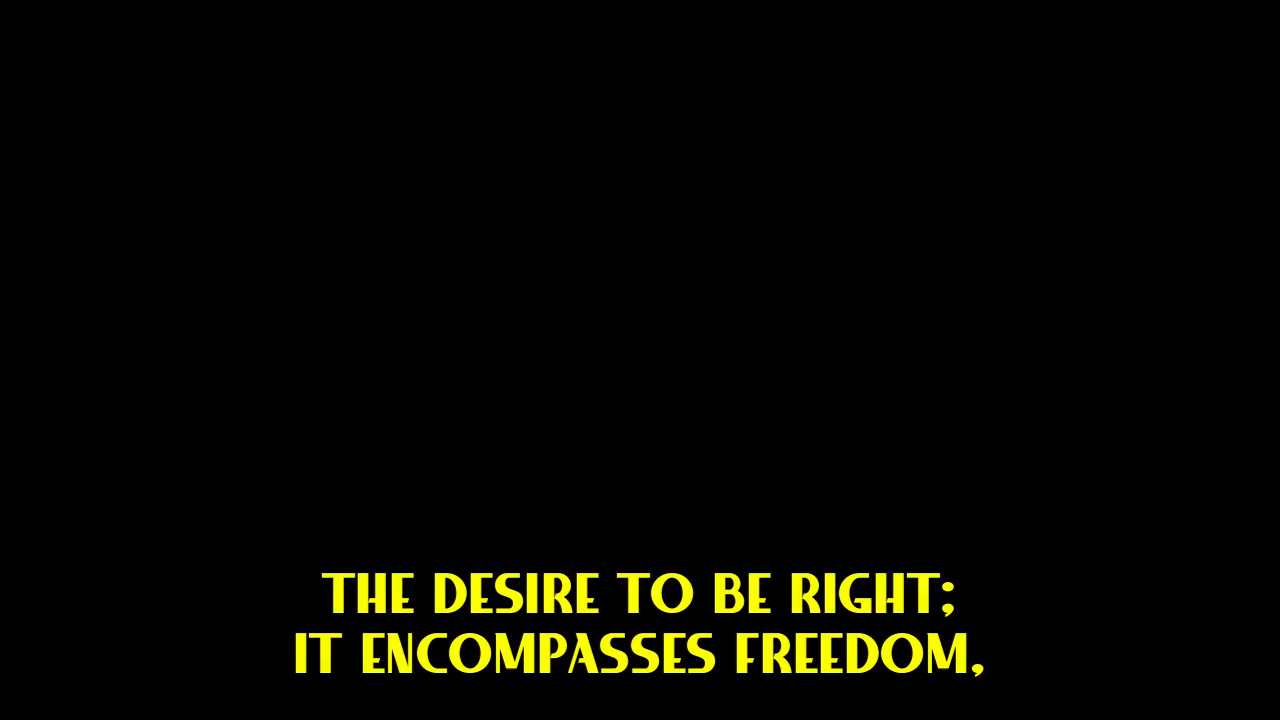 THE DESIRE TO BE RIGHT;
IT ENCOMPASSES FREEDOM,